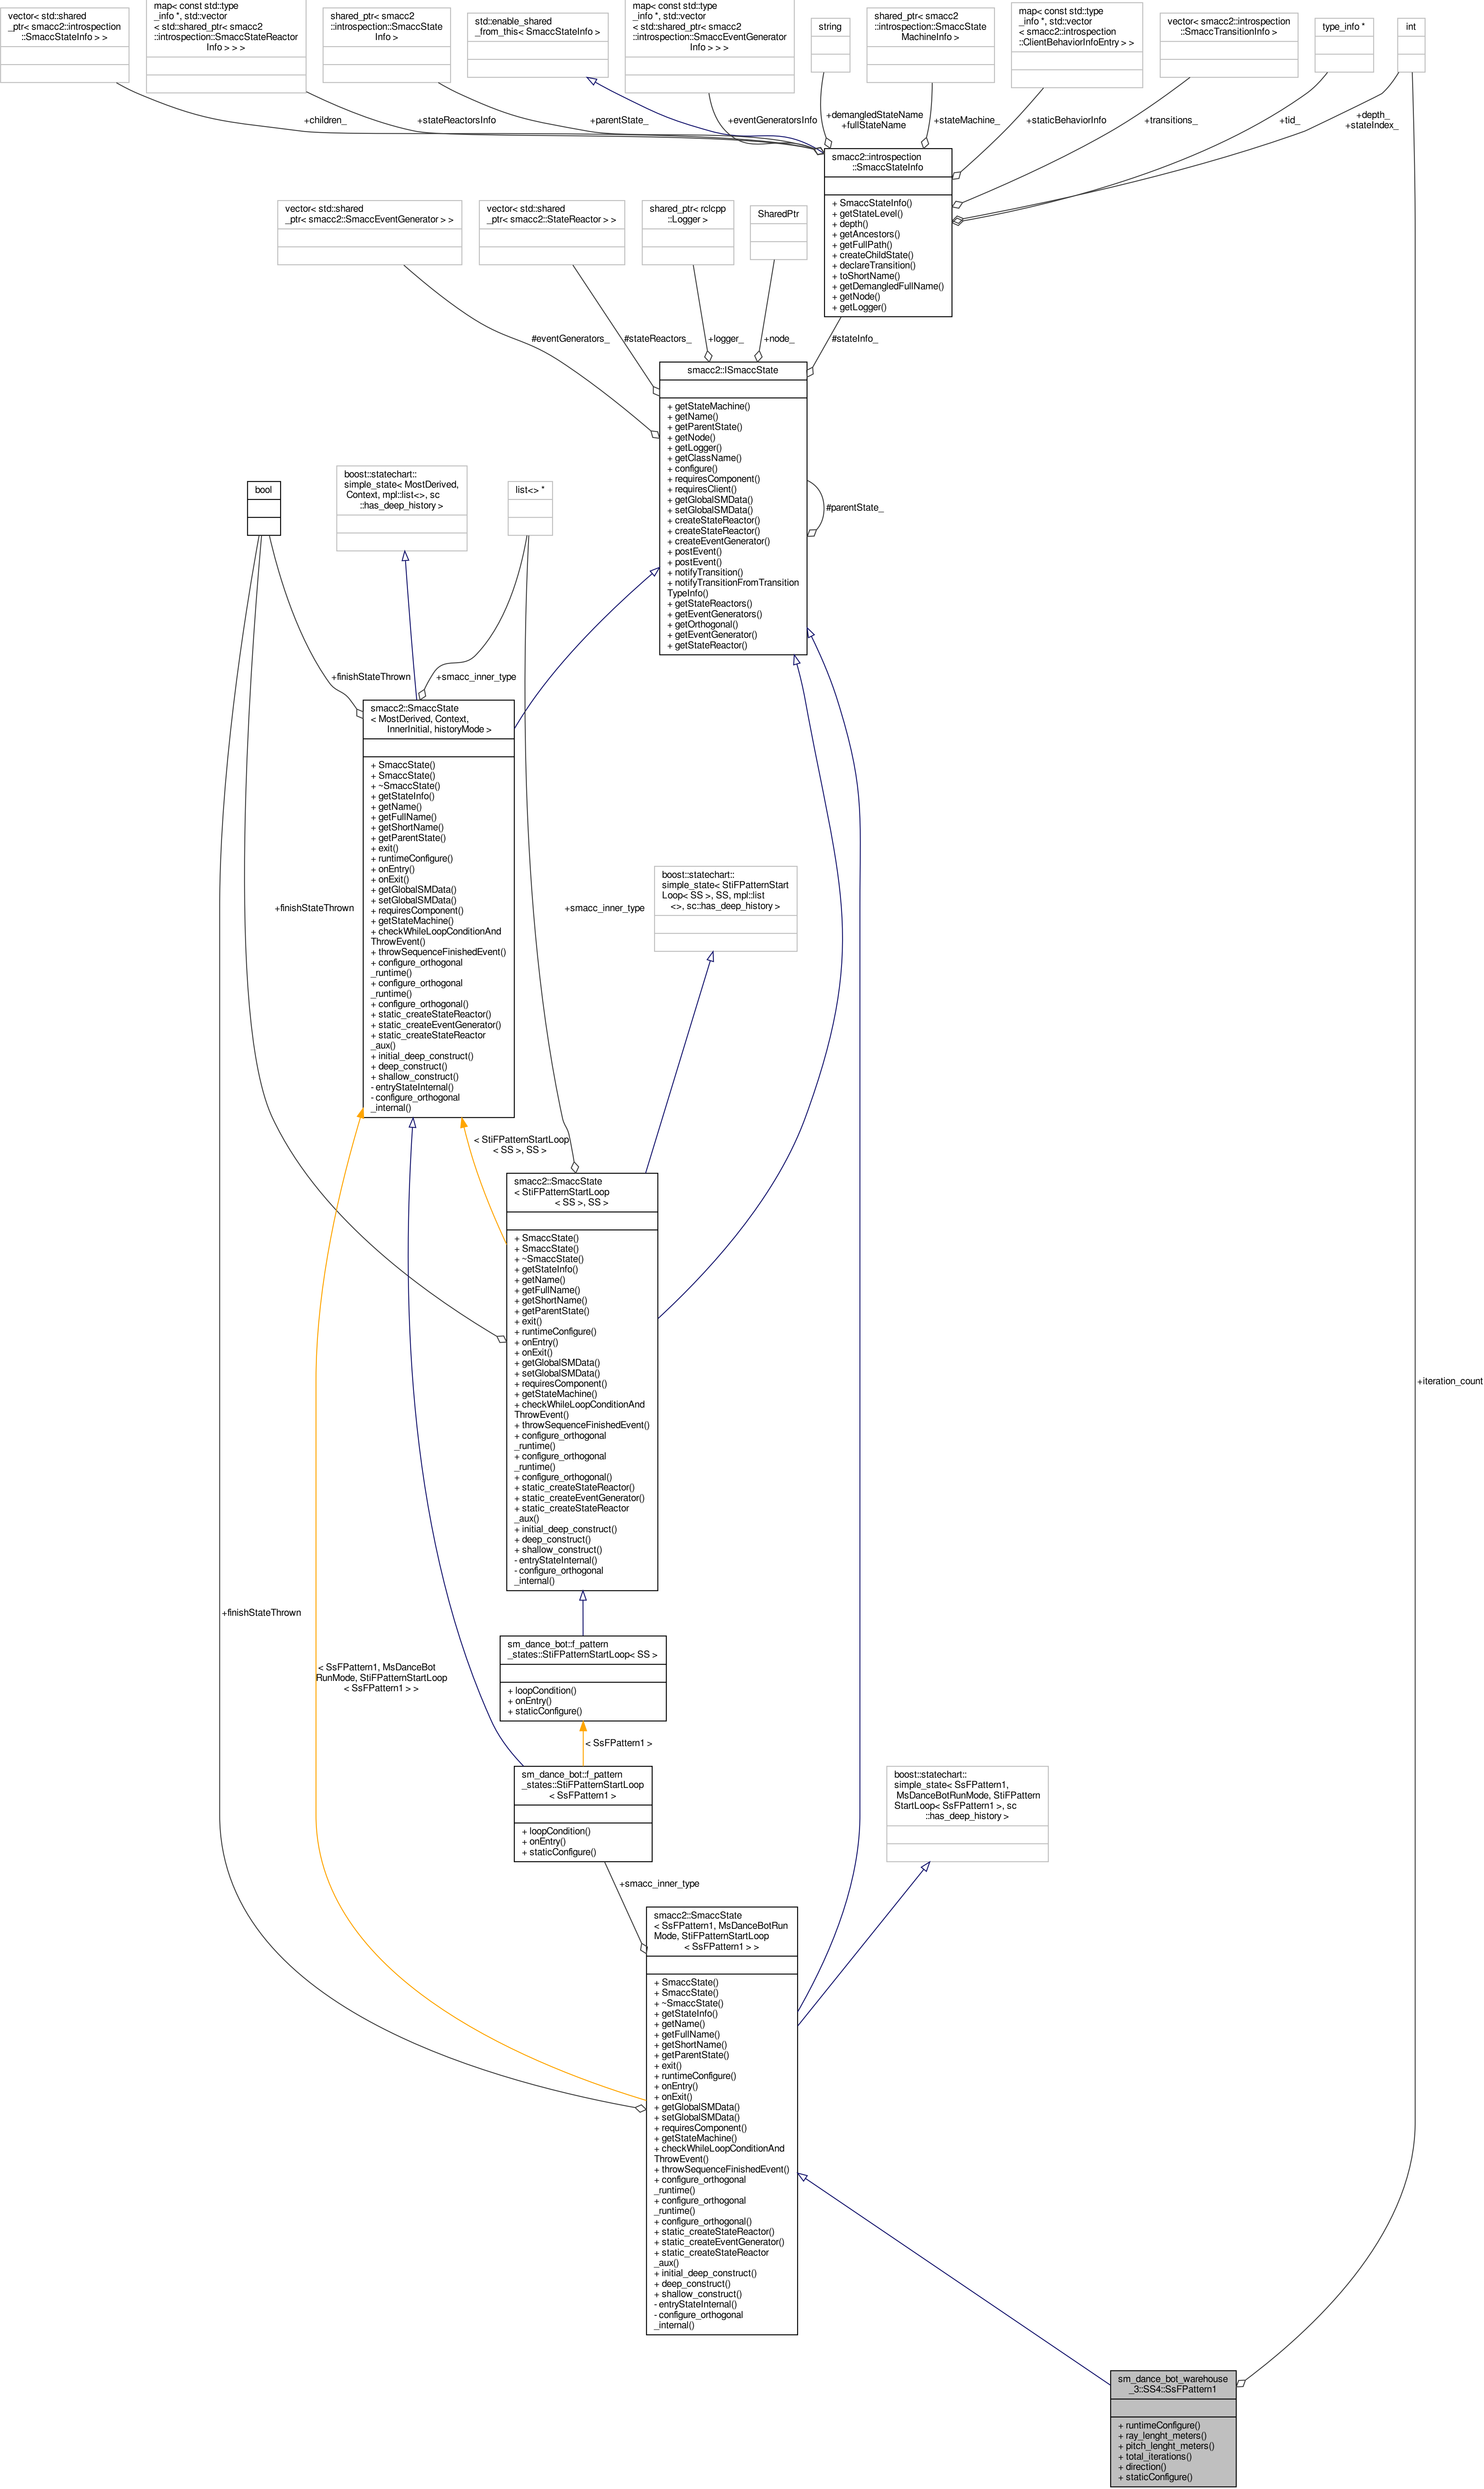 vector< std::shared
_ptr< smacc2::introspection
::SmaccStateInfo > >
map< const std::type
_info *, std::vector
< std::shared_ptr< smacc2
::introspection::SmaccStateReactor
Info > > >
shared_ptr< smacc2
::introspection::SmaccState
Info >
std::enable_shared
_from_this< SmaccStateInfo >
map< const std::type
_info *, std::vector
< std::shared_ptr< smacc2
::introspection::SmaccEventGenerator
Info > > >
string
shared_ptr< smacc2
::introspection::SmaccState
MachineInfo >
map< const std::type
_info *, std::vector
< smacc2::introspection
::ClientBehaviorInfoEntry > >
vector< smacc2::introspection
::SmaccTransitionInfo >
type_info *
int
+children_
+stateReactorsInfo
+parentState_
+eventGeneratorsInfo
+demangledStateName
+fullStateName
+stateMachine_
+staticBehaviorInfo
+transitions_
+tid_
+depth_
+stateIndex_
smacc2::introspection
::SmaccStateInfo
+ SmaccStateInfo()
+ getStateLevel()
+ depth()
+ getAncestors()
+ getFullPath()
+ createChildState()
+ declareTransition()
+ toShortName()
+ getDemangledFullName()
+ getNode()
+ getLogger()
vector< std::shared
_ptr< smacc2::SmaccEventGenerator > >
vector< std::shared
_ptr< smacc2::StateReactor > >
shared_ptr< rclcpp
::Logger >
SharedPtr
#eventGenerators_
#stateReactors_
+logger_
+node_
#stateInfo_
smacc2::ISmaccState
+ getStateMachine()
+ getName()
+ getParentState()
+ getNode()
+ getLogger()
+ getClassName()
+ configure()
+ requiresComponent()
+ requiresClient()
+ getGlobalSMData()
+ setGlobalSMData()
+ createStateReactor()
+ createStateReactor()
+ createEventGenerator()
+ postEvent()
+ postEvent()
+ notifyTransition()
+ notifyTransitionFromTransition
TypeInfo()
+ getStateReactors()
+ getEventGenerators()
+ getOrthogonal()
+ getEventGenerator()
+ getStateReactor()
#parentState_
bool
boost::statechart::
simple_state< MostDerived,
Context, mpl::list<>, sc
::has_deep_history >
list<> *
+finishStateThrown
+smacc_inner_type
smacc2::SmaccState
< MostDerived, Context,
InnerInitial, historyMode >
+ SmaccState()
+ SmaccState()
+ ~SmaccState()
+ getStateInfo()
+ getName()
+ getFullName()
+ getShortName()
+ getParentState()
+ exit()
+ runtimeConfigure()
+ onEntry()
+ onExit()
+ getGlobalSMData()
+ setGlobalSMData()
+ requiresComponent()
+ getStateMachine()
+ checkWhileLoopConditionAnd
ThrowEvent()
+ throwSequenceFinishedEvent()
+ configure_orthogonal
_runtime()
+ configure_orthogonal
_runtime()
+ configure_orthogonal()
+ static_createStateReactor()
+ static_createEventGenerator()
+ static_createStateReactor
_aux()
+ initial_deep_construct()
+ deep_construct()
+ shallow_construct()
- entryStateInternal()
- configure_orthogonal
_internal()
+finishStateThrown
+smacc_inner_type
boost::statechart::
simple_state< StiFPatternStart
Loop< SS >, SS, mpl::list
<>, sc::has_deep_history >
< StiFPatternStartLoop
< SS >, SS >
smacc2::SmaccState
< StiFPatternStartLoop
< SS >, SS >
+ SmaccState()
+ SmaccState()
+ ~SmaccState()
+ getStateInfo()
+ getName()
+ getFullName()
+ getShortName()
+ getParentState()
+ exit()
+ runtimeConfigure()
+ onEntry()
+ onExit()
+ getGlobalSMData()
+ setGlobalSMData()
+ requiresComponent()
+ getStateMachine()
+ checkWhileLoopConditionAnd
ThrowEvent()
+ throwSequenceFinishedEvent()
+ configure_orthogonal
_runtime()
+ configure_orthogonal
_runtime()
+ configure_orthogonal()
+ static_createStateReactor()
+ static_createEventGenerator()
+ static_createStateReactor
_aux()
+ initial_deep_construct()
+ deep_construct()
+ shallow_construct()
- entryStateInternal()
- configure_orthogonal
_internal()
+iteration_count
+finishStateThrown
< SsFPattern1, MsDanceBot
RunMode, StiFPatternStartLoop
< SsFPattern1 > >
sm_dance_bot::f_pattern
_states::StiFPatternStartLoop< SS >
+ loopCondition()
+ onEntry()
+ staticConfigure()
< SsFPattern1 >
sm_dance_bot::f_pattern
_states::StiFPatternStartLoop
< SsFPattern1 >
+ loopCondition()
+ onEntry()
+ staticConfigure()
boost::statechart::
simple_state< SsFPattern1,
MsDanceBotRunMode, StiFPattern
StartLoop< SsFPattern1 >, sc
::has_deep_history >
+smacc_inner_type
smacc2::SmaccState
< SsFPattern1, MsDanceBotRun
Mode, StiFPatternStartLoop
< SsFPattern1 > >
+ SmaccState()
+ SmaccState()
+ ~SmaccState()
+ getStateInfo()
+ getName()
+ getFullName()
+ getShortName()
+ getParentState()
+ exit()
+ runtimeConfigure()
+ onEntry()
+ onExit()
+ getGlobalSMData()
+ setGlobalSMData()
+ requiresComponent()
+ getStateMachine()
+ checkWhileLoopConditionAnd
ThrowEvent()
+ throwSequenceFinishedEvent()
+ configure_orthogonal
_runtime()
+ configure_orthogonal
_runtime()
+ configure_orthogonal()
+ static_createStateReactor()
+ static_createEventGenerator()
+ static_createStateReactor
_aux()
+ initial_deep_construct()
+ deep_construct()
+ shallow_construct()
- entryStateInternal()
- configure_orthogonal
_internal()
sm_dance_bot_warehouse
_3::SS4::SsFPattern1
+ runtimeConfigure()
+ ray_lenght_meters()
+ pitch_lenght_meters()
+ total_iterations()
+ direction()
+ staticConfigure()